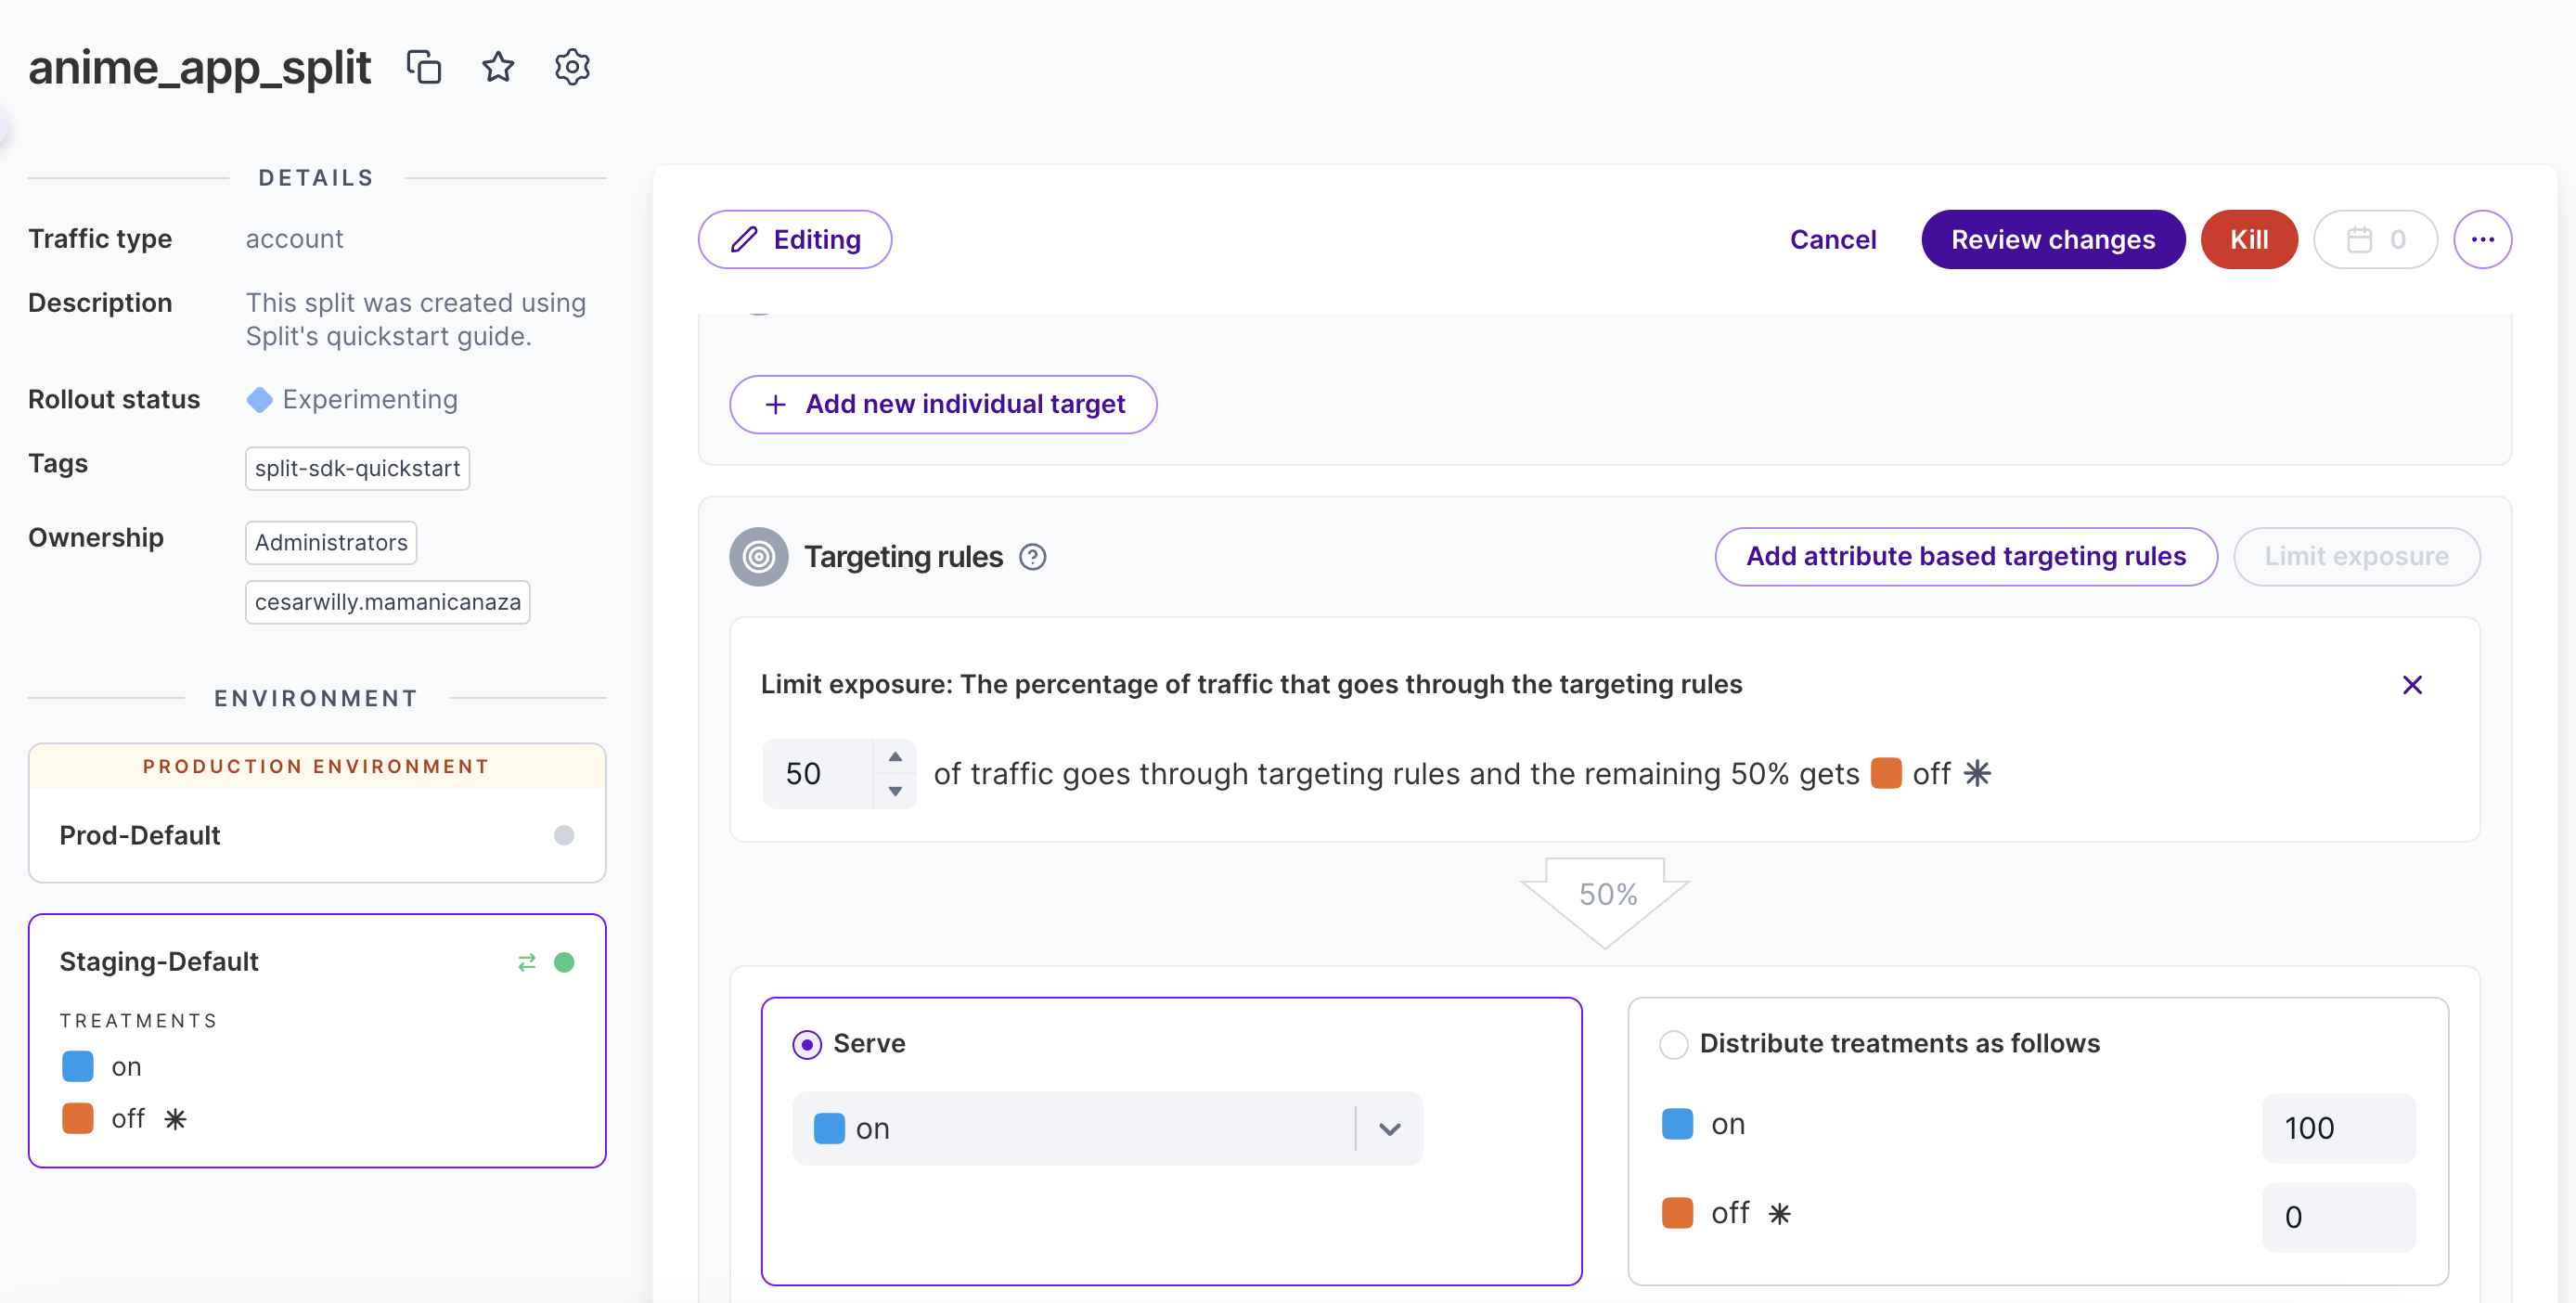 anime_app_split
DETAILS
Traffic type
account
Description
This split was created using
Split's quickstart guide.
Rollout status
Experimenting
Tags
split-sdk-quickstart
Ownership
Administrators
cesarwilly.mamanicanaza
ENVIRONMENT
PRODUCTION ENVIRONMENT
Prod-Default
Staging-Default
TREATMENTS
on
off
Editing
Cancel
Review changes
Kill
0
Add new individual target
Targeting rules
Add attribute based targeting rules
Limit exposure
Limit exposure: The percentage of traffic that goes through the targeting rules
50
of traffic goes through targeting rules and the remaining 50% gets off
50%
Serve
on
Distribute treatments as follows
on
100
off
0